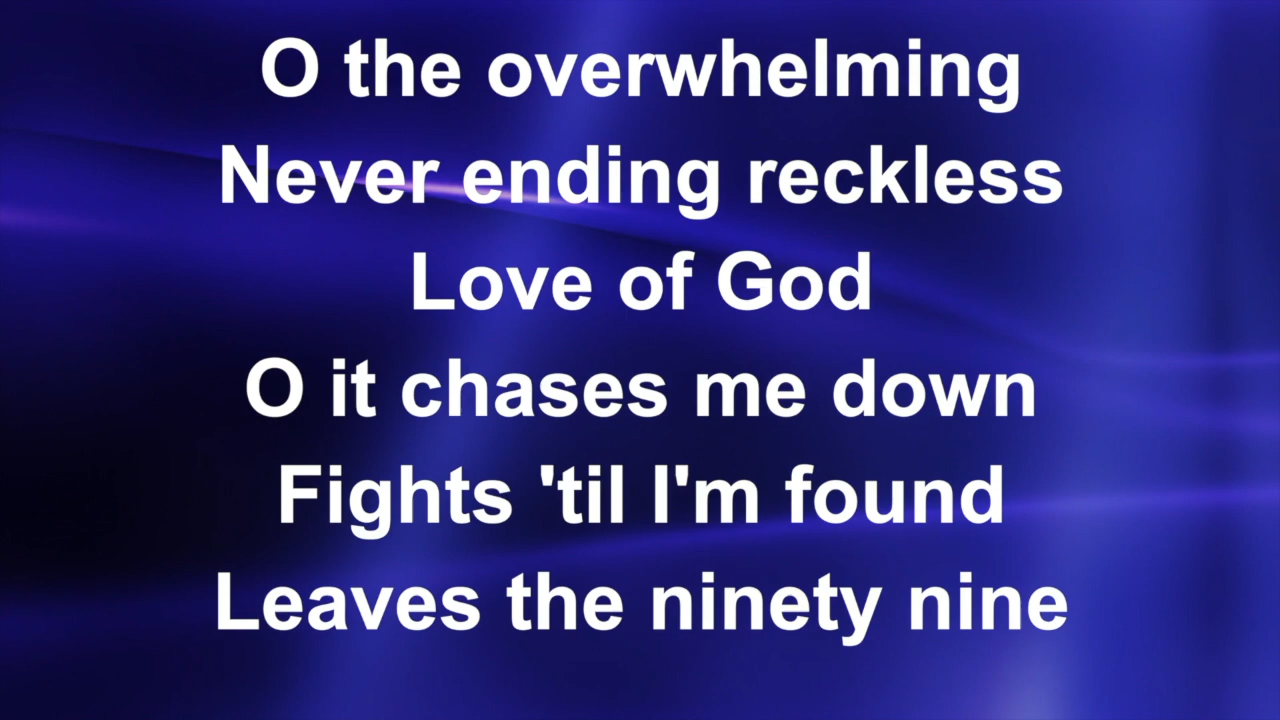 O the overwhelming
Never ending reckless
Love of God
O it chases me down
Fights 'til I'm found
Leaves the ninety nine